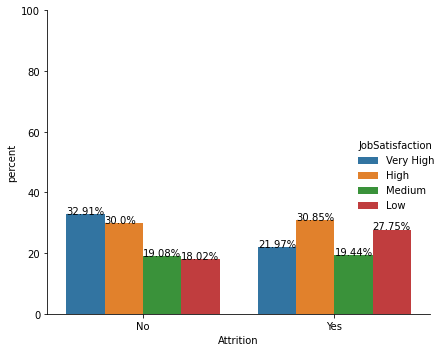 100
80
60
40
20
0
percent
32.91%
30.0%
19.08%
18.02%
21.97%
30.85%
19.44%
27.75%
No
Yes
Attrition
JobSatisfaction
Very High
High
Medium
Low